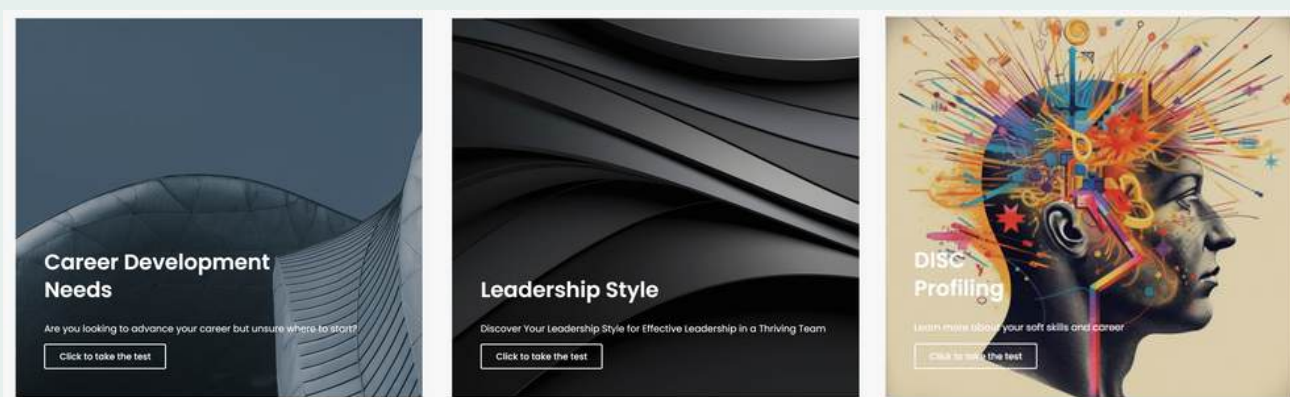 Career Development
Needs
Are you looking to advance your career but unsure where to start?
Click to take the test
Leadership Style
Discover Your Leadership Style for Effective Leadership in a Thriving Team
Click to take the test
DISC
Profiling
Learn more about your soft skills and career
Click to take the test